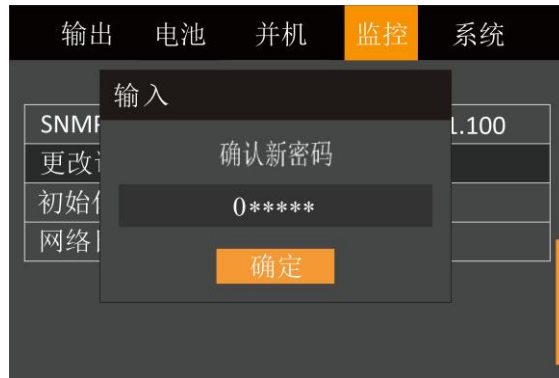 输出 电池 并机 监控 系统
输入
SNMP 1.100
确认新密码
更改
初始
0*****
网络
确定